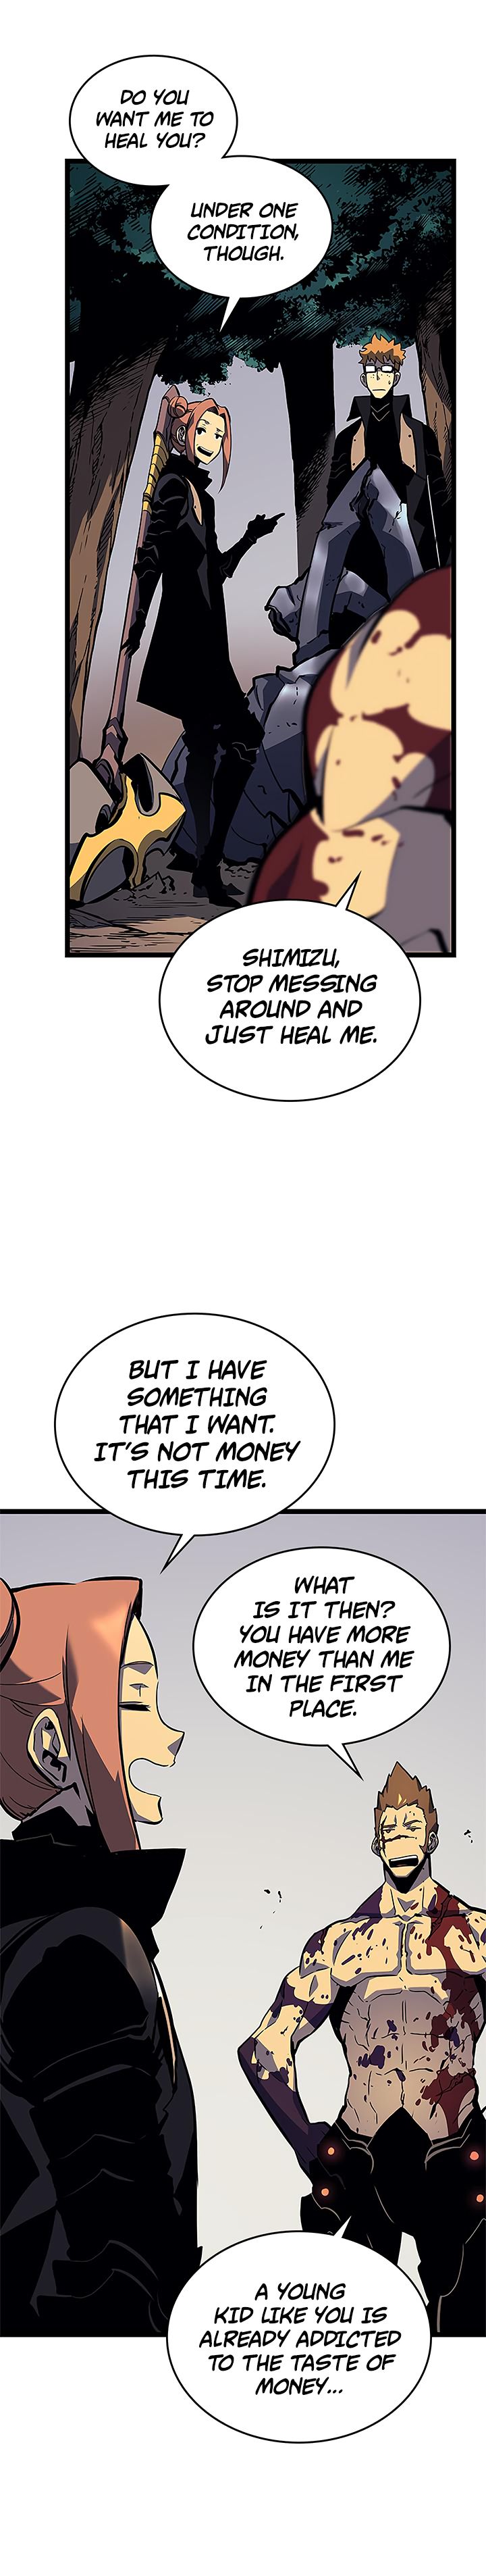 DO YOU
WANT ME TO
HEAL YOU?
UNDER ONE
CONDITION,
THOUGH.
SHIMIZU,
STOP MESSING
AROUND AND
JUST HEAL ME.
BUT I HAVE
SOMETHING
THAT I WANT.
IT'S NOT MONEY
THIS TIME.
WHAT
IS IT THEN?
YOU HAVE MORE
MONEY THAN ME
IN THE FIRST
PLACE.
A YOUNG
KID LIKE YOU IS
ALREADY ADDICTED
TO THE TASTE OF
MONEY...